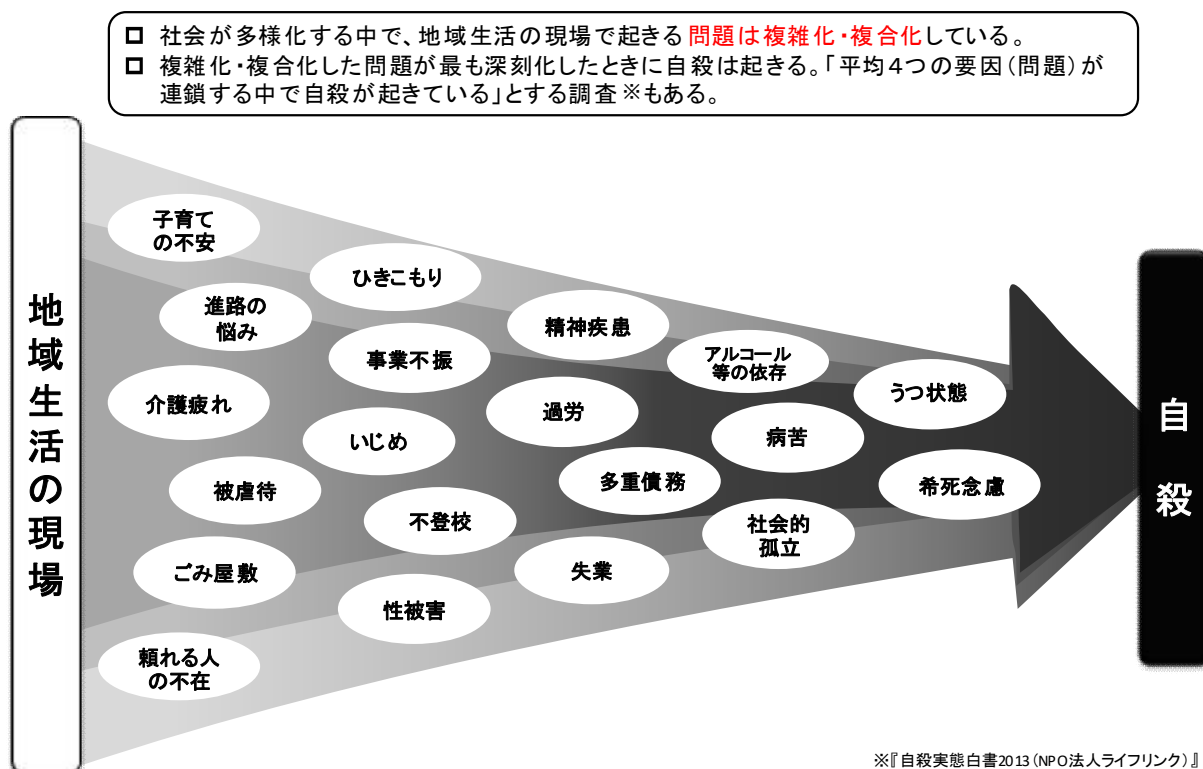 □ 社会が多様化する中で、地域生活の現場で起きる問題は複雑化・複合化している。
□ 複雑化・複合化した問題が最も深刻化したときに自殺は起きる。「平均4つの要因(問題)が
連鎖する中で自殺が起きている」とする調査※もある。
地域生活の現場
子育て
の不安
進路の
悩み
介護疲れ
被虐待
ごみ屋敷
頼れる人
の不在
ひきこもり
事業不振
いじめ
不登校
性被害
精神疾患
過労
多重債務
失業
アルコール
等の依存
病苦
社会的
孤立
うつ状態
希死念慮
自殺
※『自殺実態白書2013(NPO法人ライフリンク)』